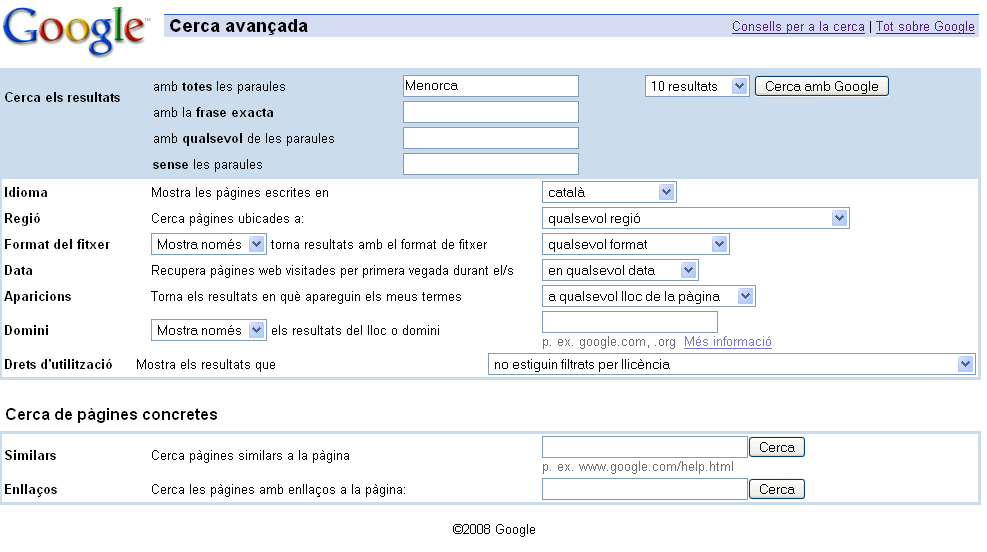 Google™ Cerca avançada Consells per a la cerca | Tot sobre Google
Cerca els resultats amb totes les paraules Menorca 10 resultats Cerca amb Google
amb la frase exacta
amb qualsevol de les paraules
sense les paraules
Idioma Mostra les pàgines escrites en català
Regió Cerca pàgines ubicades a: qualsevol regió
Format del fitxer Mostra només torna resultats amb el format de fitxer qualsevol format
Data Recupera pàgines web visitades per primera vegada durant el/s en qualsevol data
Aparicions Torna els resultats en què apareguin els meus termes a qualsevol lloc de la pàgina
Domini Mostra només els resultats del lloc o domini
p. ex. google.com, .org Més informació
Drets d'utilització Mostra els resultats que no estiguin filtrats per llicència
Cerca de pàgines concretes
Similars Cerca pàgines similars a la pàgina Cerca
p. ex. www.google.com/help.html
Enllaços Cerca les pàgines amb enllaços a la pàgina: Cerca
©2008 Google